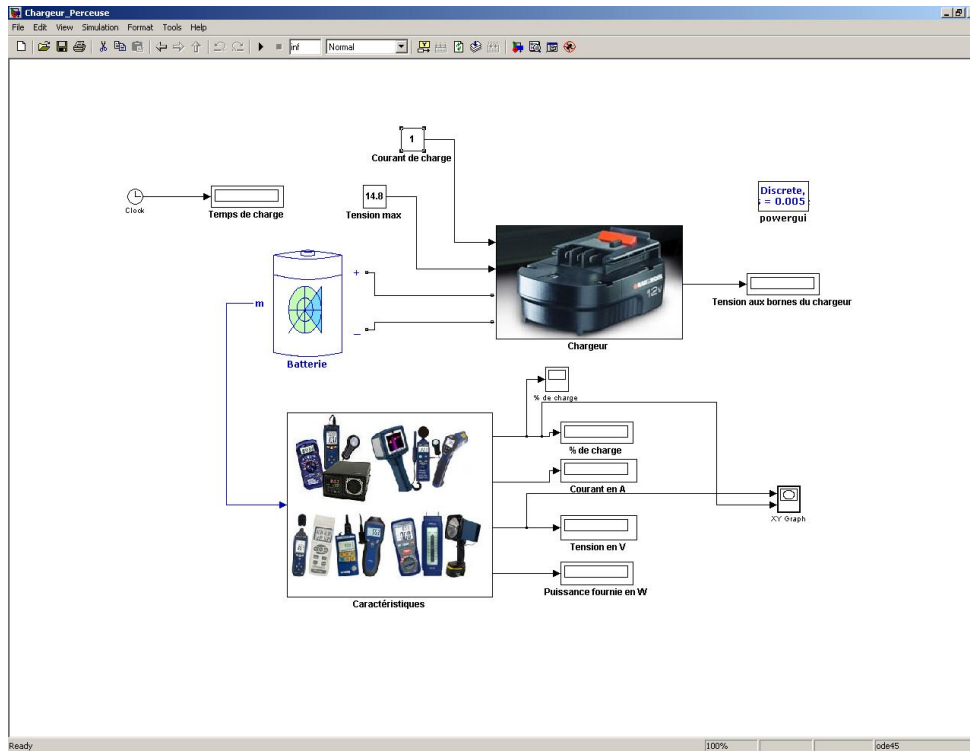 Chargeur_Perceuse
File Edit View Simulation Format Tools Help
inf Normal
1
Courant de charge
14.8
Tension max
Clock
Temps de charge
Discrete,
s = 0.005
powergui
+
m
_
Batterie
12v
Chargeur
Tension aux bornes du chargeur
% de charge
% de charge
Courant en A
XY Graph
Tension en V
Puissance fournie en W
Caractéristiques
Ready 100% ode45